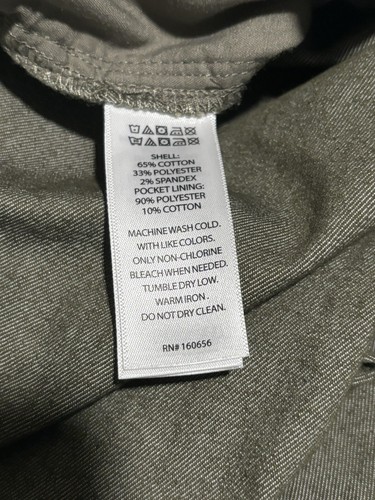 SHELL:
65% COTTON
33% POLYESTER
2% SPANDEX
POCKET LINING:
90% POLYESTER
10% COTTON
MACHINE WASH COLD.
WITH LIKE COLORS.
ONLY NON-CHLORINE
BLEACH WHEN NEEDED.
TUMBLE DRY LOW.
WARM IRON .
DO NOT DRY CLEAN.
RN# 160656